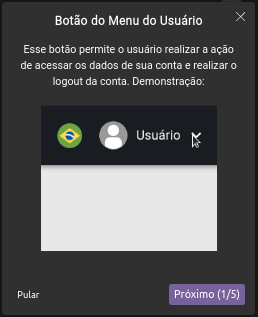 Botão do Menu do Usuário
Esse botão permite o usuário realizar a ação
de acessar os dados de sua conta e realizar o
logout da conta. Demonstração:
Usuário
Pular
Próximo (1/5)